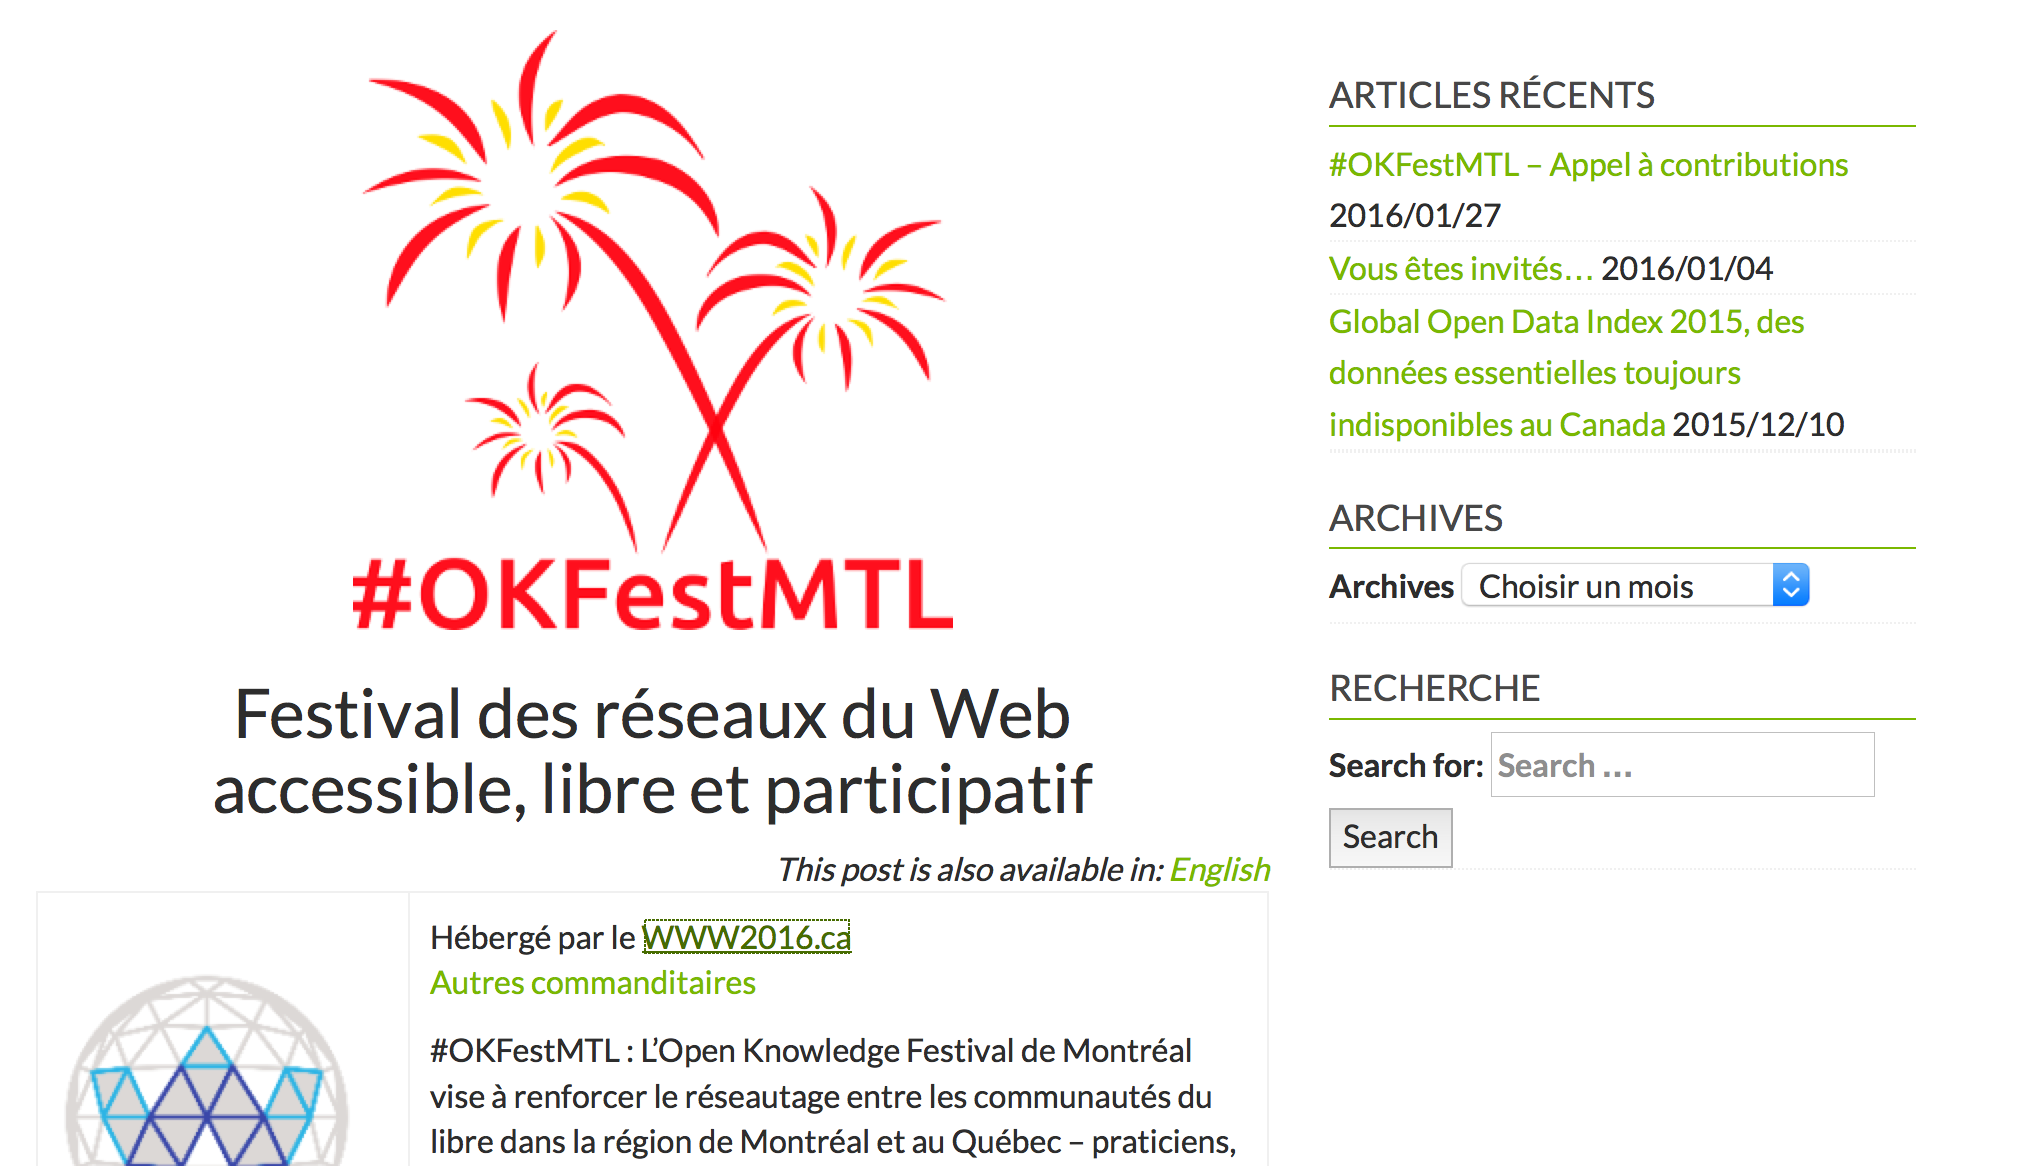 #OKFestMTL
Festival des réseaux du Web
accessible, libre et participatif
This post is also available in: English
Hébergé par le WWW2016.ca
Autres commanditaires
#OKFestMTL : L’Open Knowledge Festival de Montréal
vise à renforcer le réseautage entre les communautés du
libre dans la région de Montréal et au Québec – praticiens,
ARTICLES RÉCENTS
#OKFestMTL – Appel à contributions
2016/01/27
Vous êtes invités… 2016/01/04
Global Open Data Index 2015, des
données essentielles toujours
indisponibles au Canada 2015/12/10
ARCHIVES
Archives Choisir un mois
RECHERCHE
Search for: Search …
Search